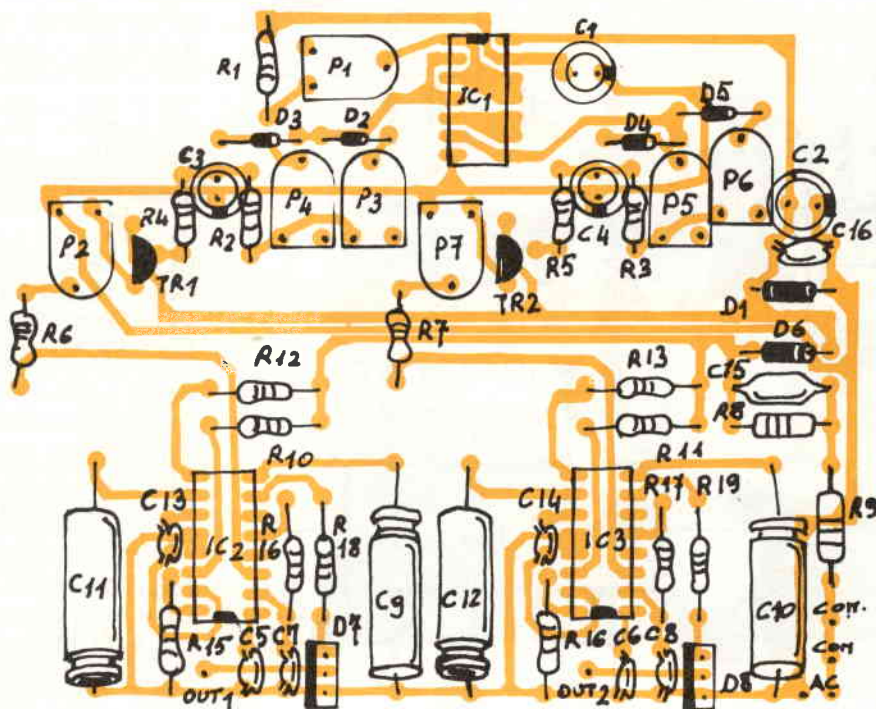 R1 P1 IC1 C1
D3 D2 D4 D5
C3 P4 P3 C4 P5 P6 C2
P2 R4 R2 P7 C16
TR1 R5 R3
TR2 D1
R6 R7 D6
R12 R13 C15
R8
R10 R11
C13 C14 R17 R19
IC2 R16 R18 IC3 R9
C11 C9 C12 C10 COM.
R15 C5 C7 D7 R16 C6 C8 COM
OUT1 OUT2 D8 AC